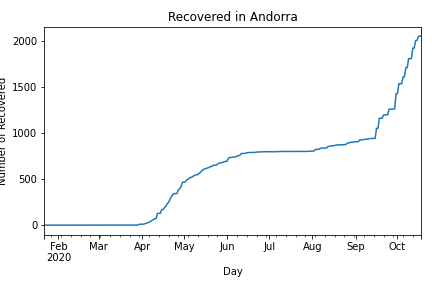 Recovered in Andorra
Number of Recovered
2000
1500
1000
500
0
Feb Mar Apr May Jun Jul Aug Sep Oct
2020
Day